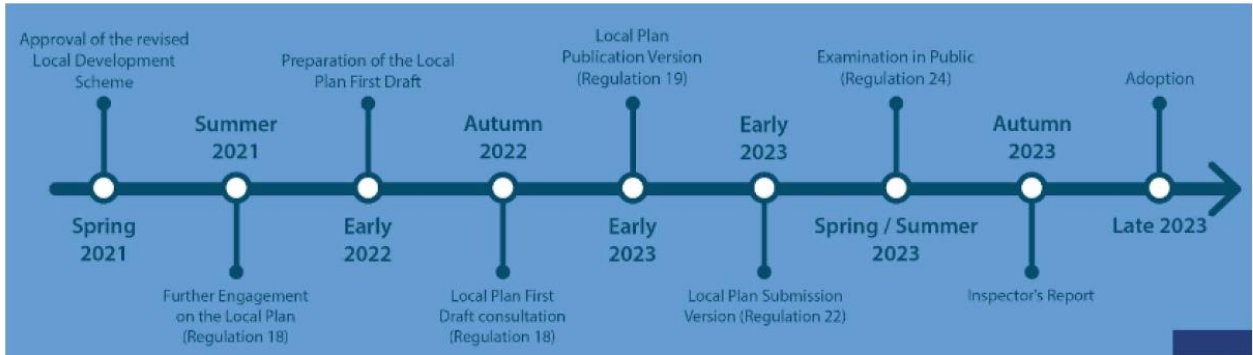 Approval of the revised
Local Development
Scheme
Spring
2021
Summer
2021
Further Engagement
on the Local Plan
(Regulation 18)
Preparation of the Local
Plan First Draft
Early
2022
Autumn
2022
Local Plan First
Draft consultation
(Regulation 18)
Local Plan
Publication Version
(Regulation 19)
Early
2023
Early
2023
Local Plan Submission
Version (Regulation 22)
Examination in Public
(Regulation 24)
Spring / Summer
2023
Autumn
2023
Inspector's Report
Adoption
Late 2023